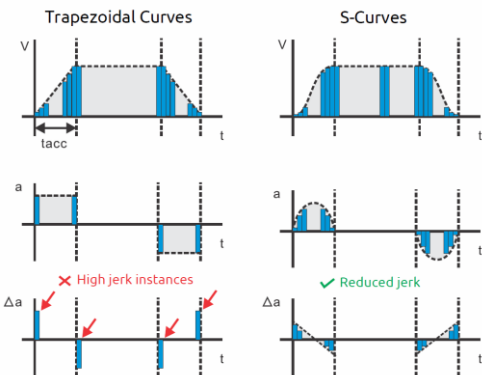 Trapezoidal Curves
S-Curves
V
t
tacc
V
t
a
t
a
t
High jerk instances
Reduced jerk
Δa
t
Δa
t